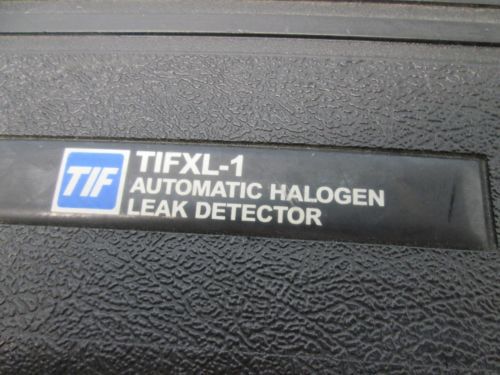 TIF
TIFXL-1
AUTOMATIC HALOGEN
LEAK DETECTOR